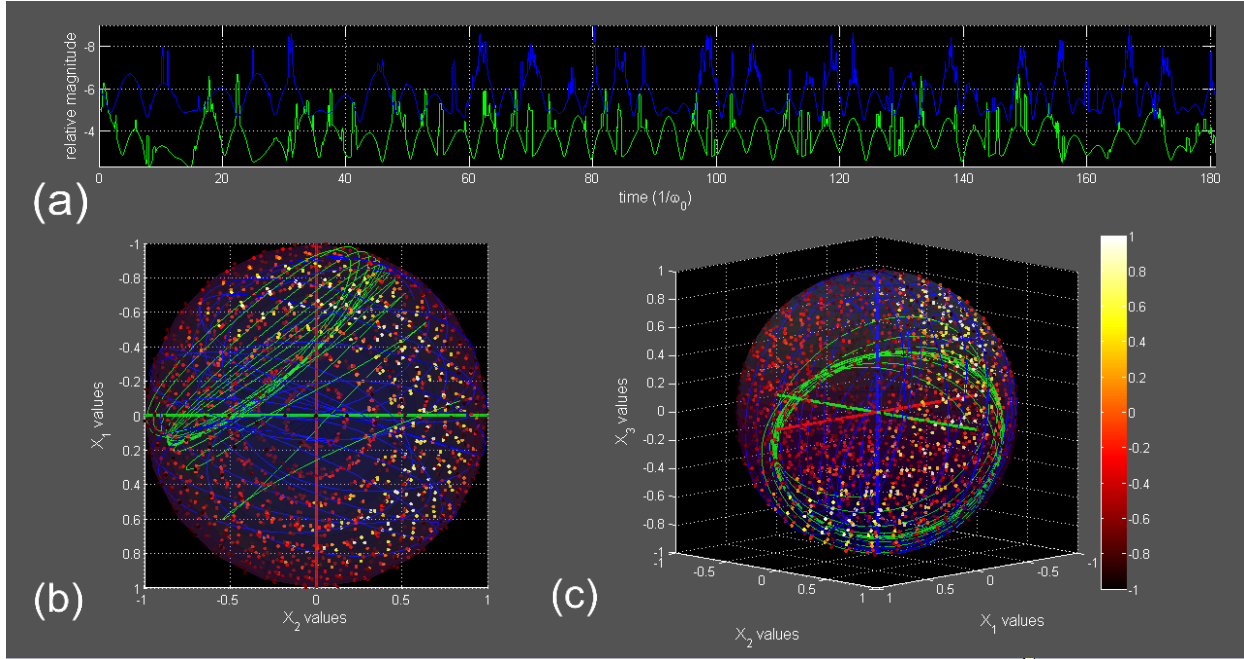 -8
-6
-4
relative magnitude
0 20 40 60 80 100 120 140 160 180
time (1/ω₀)
(a)
-1
-0.8
-0.6
-0.4
-0.2
0
0.2
0.4
0.6
0.8
1
X₁ values
-1 -0.5 0 0.5 1
X₂ values
(b)
1
0.8
0.6
0.4
0.2
0
-0.2
-0.4
-0.6
-0.8
-1
X₃ values
-1 -0.5 0 0.5 1
X₂ values
1 0.5 0 -0.5 -1
X₁ values
(c)
1
0.8
0.6
0.4
0.2
0
-0.2
-0.4
-0.6
-0.8
-1